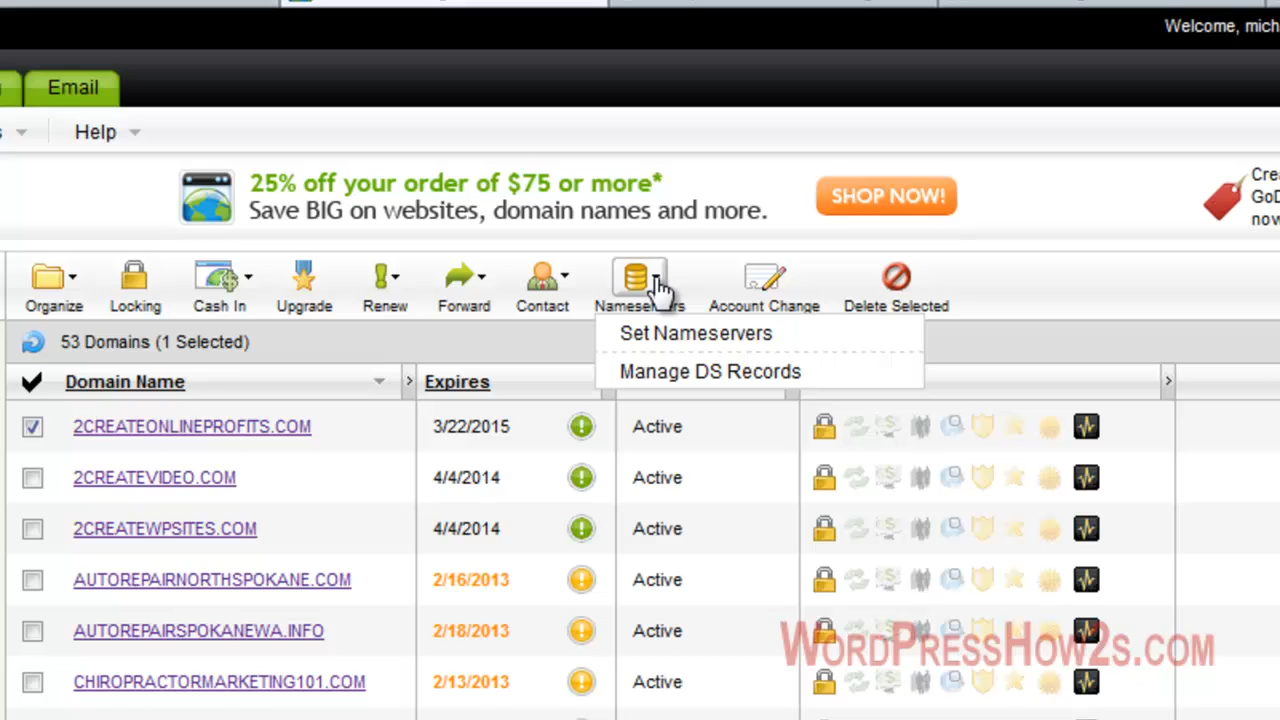 Welcome, mich
Email
Help
25% off your order of $75 or more*
Save BIG on websites, domain names and more.
SHOP NOW!
Crea
GoD
now
Organize
Locking
Cash In
Upgrade
Renew
Forward
Contact
Nameservers
Account Change
Delete Selected
53 Domains (1 Selected)
Set Nameservers
Manage DS Records
Domain Name
Expires
2CREATEONLINEPROFITS.COM 3/22/2015 Active
2CREATEVIDEO.COM 4/4/2014 Active
2CREATEWPSITES.COM 4/4/2014 Active
AUTOREPAIRNORTHSPOKANE.COM 2/16/2013 Active
AUTOREPAIRSPOKANEWA.INFO 2/18/2013 Active
CHIROPRACTORMARKETING101.COM 2/13/2013 Active
WORDPRESSHOW2S.COM